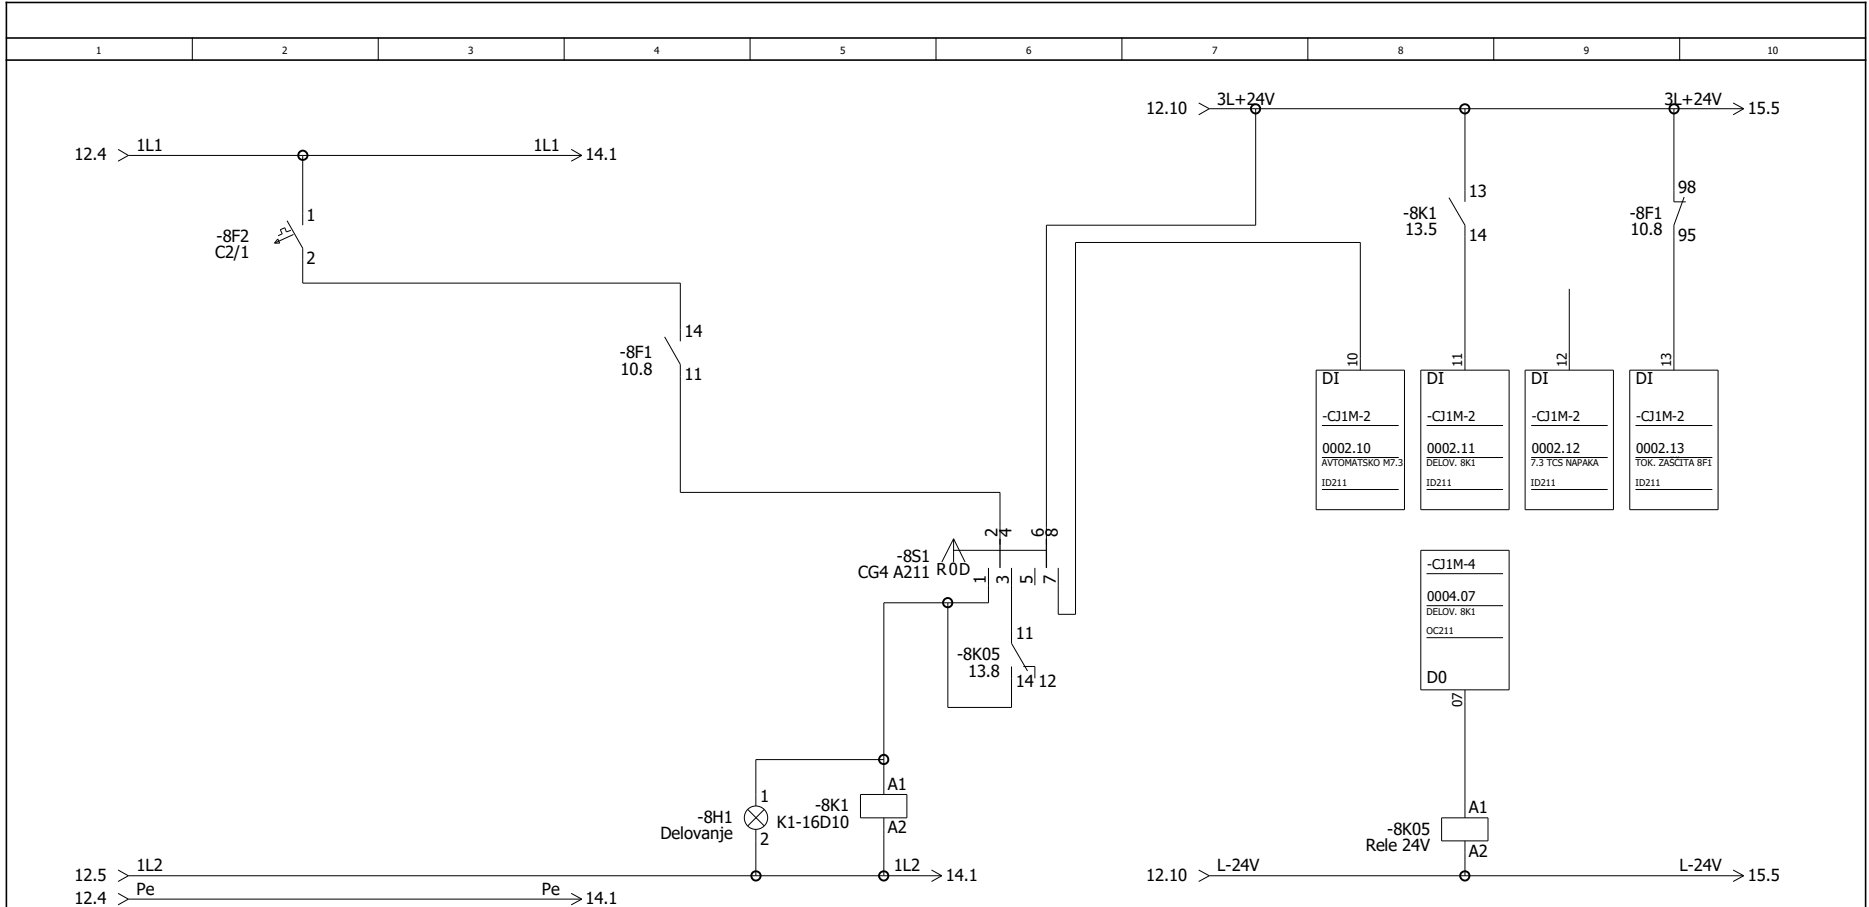 1 2 3 4 5 6 7 8 9 10
12.10 3L+24V 3L+24V 15.5
12.4 1L1 1L1 14.1
-8F2
C2/1
1
2
-8F1
10.8
14
11
-8K1
13.5
13
14
-8F1
10.8
98
95
10
DI
-CJ1M-2
0002.10
AVTOMATSKO M7.3
ID211
11
DI
-CJ1M-2
0002.11
DELOV. 8K1
ID211
12
DI
-CJ1M-2
0002.12
7.3 TCS NAPAKA
ID211
13
DI
-CJ1M-2
0002.13
TOK. ZAŠČITA 8F1
ID211
2 4 6 8
-8S1
CG4 A211
R0D
1 3 5 7
-8K05
13.8
11
14 12
-CJ1M-4
0004.07
DELOV. 8K1
OC211
D0
07
-8H1
Delovanje
1
2
-8K1
K1-16D10
A1
A2
-8K05
Rele 24V
A1
A2
12.5 1L2 1L2 14.1
12.4 Pe Pe 14.1
12.10 L-24V L-24V 15.5